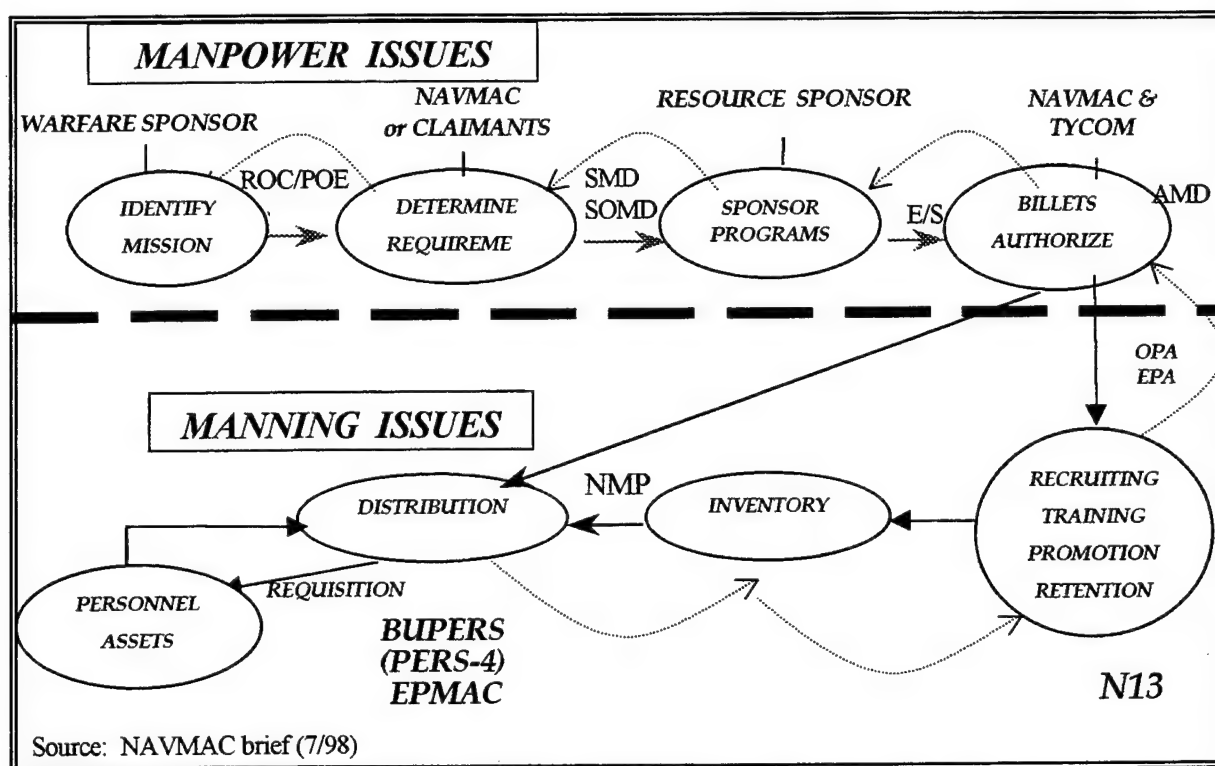 MANPOWER ISSUES
WARFARE SPONSOR
NAVMAC
or CLAIMANTS
RESOURCE SPONSOR
NAVMAC &
TYCOM
IDENTIFY
MISSION
ROC/POE
DETERMINE
REQUIREME
SMD
SOMD
SPONSOR
PROGRAMS
E/S
BILLETS
AUTHORIZE
AMD
OPA
EPA
MANNING ISSUES
DISTRIBUTION
NMP
INVENTORY
RECRUITING
TRAINING
PROMOTION
RETENTION
REQUISITION
PERSONNEL
ASSETS
BUPERS
(PERS-4)
EPMAC
N13
Source: NAVMAC brief (7/98)